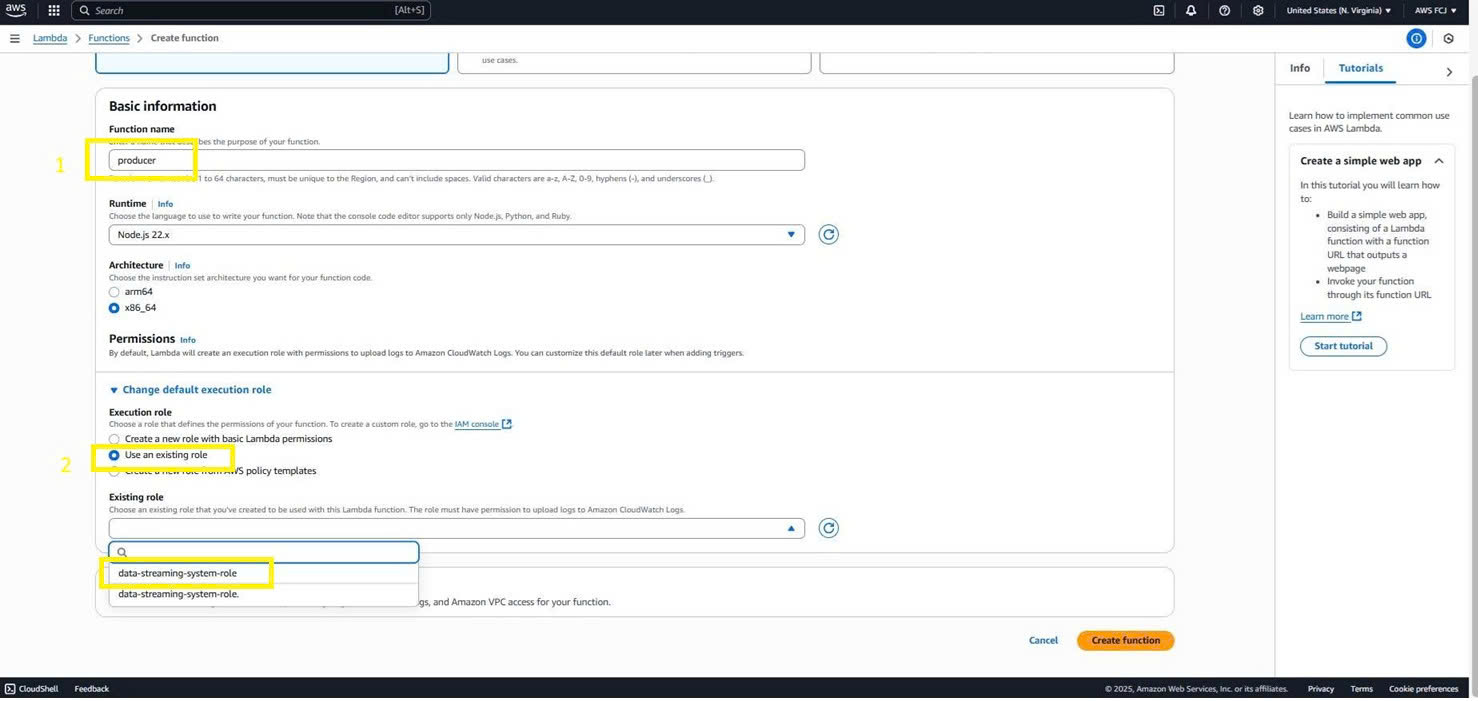 aws
Search [Alt+S]
United States (N. Virginia)
AWS FCJ
Lambda
Functions
Create function
use cases.
Info
Tutorials
Learn how to implement common use
cases in AWS Lambda.
Create a simple web app
In this tutorial you will learn how
to:
Build a simple web app,
consisting of a Lambda
function with a function
URL that outputs a
webpage
Invoke your function
through its function URL
Learn more
Start tutorial
Basic information
Function name
bes the purpose of your function.
1
producer
1 to 64 characters, must be unique to the Region, and can't include spaces. Valid characters are a-z, A-Z, 0-9, hyphens (-), and underscores (_).
Runtime Info
Choose the language to use to write your function. Note that the console code editor supports only Node.js, Python, and Ruby.
Node.js 22.x
Architecture Info
Choose the instruction set architecture you want for your function code.
arm64
x86_64
Permissions Info
By default, Lambda will create an execution role with permissions to upload logs to Amazon CloudWatch Logs. You can customize this default role later when adding triggers.
Change default execution role
Execution role
Choose a role that defines the permissions of your function. To create a custom role, go to the IAM console
Create a new role with basic Lambda permissions
2
Use an existing role
Create a new role from AWS policy templates
Existing role
Choose an existing role that you've created to be used with this Lambda function. The role must have permission to upload logs to Amazon CloudWatch Logs.
data-streaming-system-role
data-streaming-system-role.
gs, and Amazon VPC access for your function.
Cancel
Create function
CloudShell
Feedback
© 2025, Amazon Web Services, Inc. or its affiliates.
Privacy
Terms
Cookie preferences